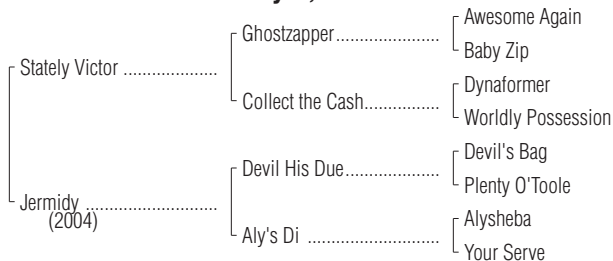 Stately Victor ....................
Jermidy ............................
(2004)
Ghostzapper......................
Collect the Cash................
Devil His Due....................
Aly's Di ............................
Awesome Again
Baby Zip
Dynaformer
Worldly Possession
Devil's Bag
Plenty O'Toole
Alysheba
Your Serve